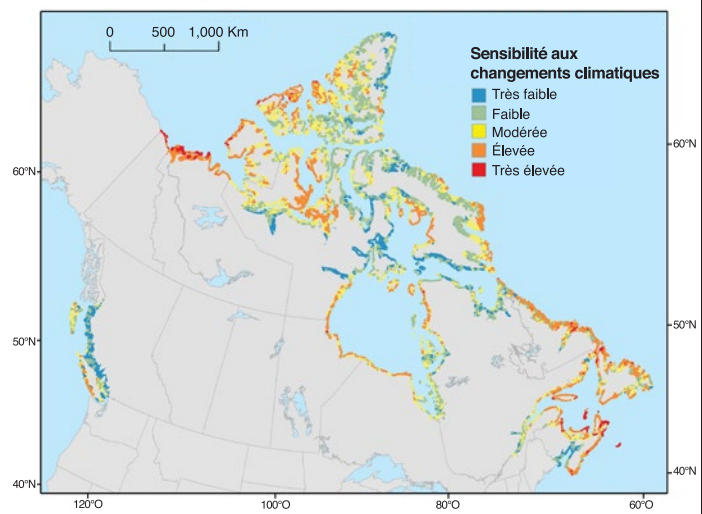 0 500 1,000 Km
Sensibilité aux
changements climatiques
Très faible
Faible
Modérée
Élevée
Très élevée
60°N
60°N
50°N
50°N
40°N
40°N
120°O
100°O
80°O
60°O